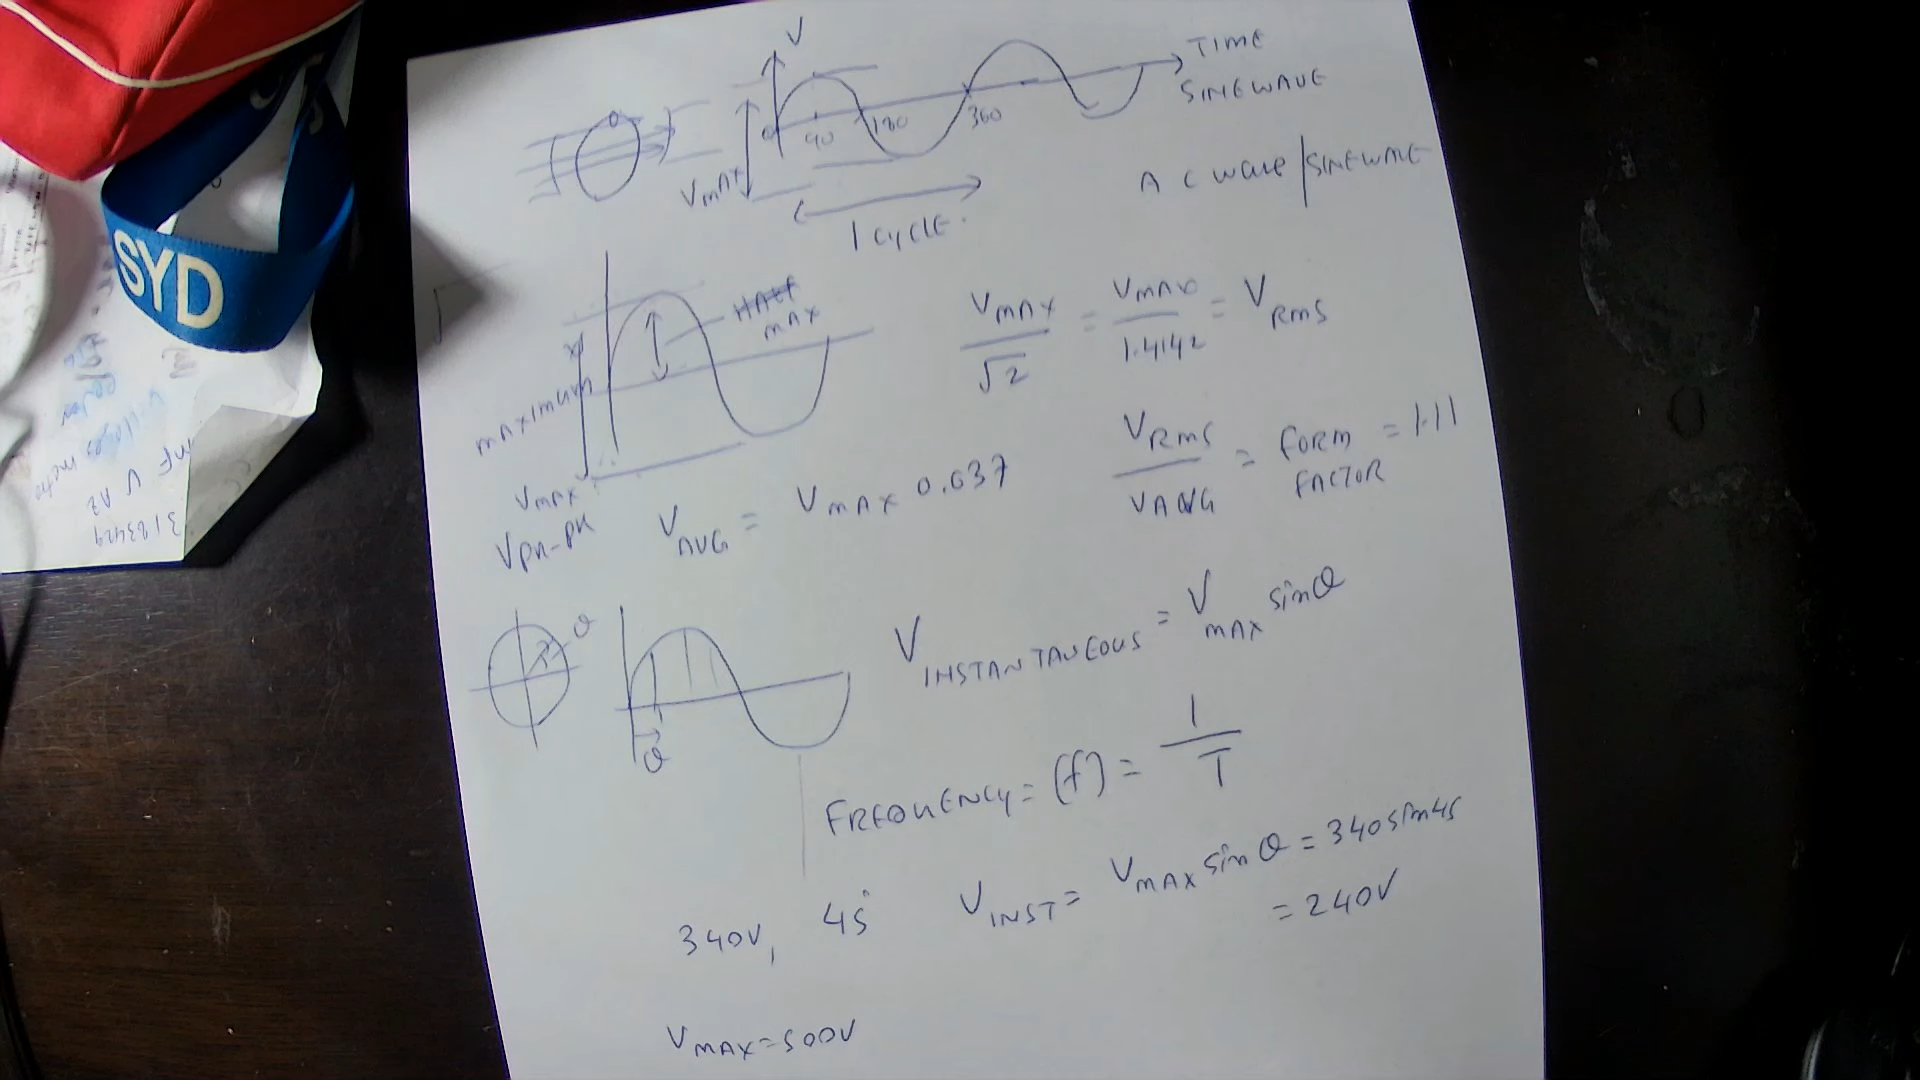 V
TIME
SINEWAVE
0 90 180 360
VMAX
1 CYCLE.
A C wave/SINEWAVE
SYD
HALF
MAX
MAXIMUM
VMAX
VPK-PK
VMAX/√2 = VMAX/1.4142 = VRMS
VAVG = VMAX 0.637
VRMS/VAVG = FORM FACTOR = 1.11
θ
θ
VINSTANTANEOUS = VMAX sinθ
FREQUENCY = (f) = 1/T
340V, 45° VINST = VMAX sin θ = 340 sin 45
= 240V
VMAX = 500V
3123429